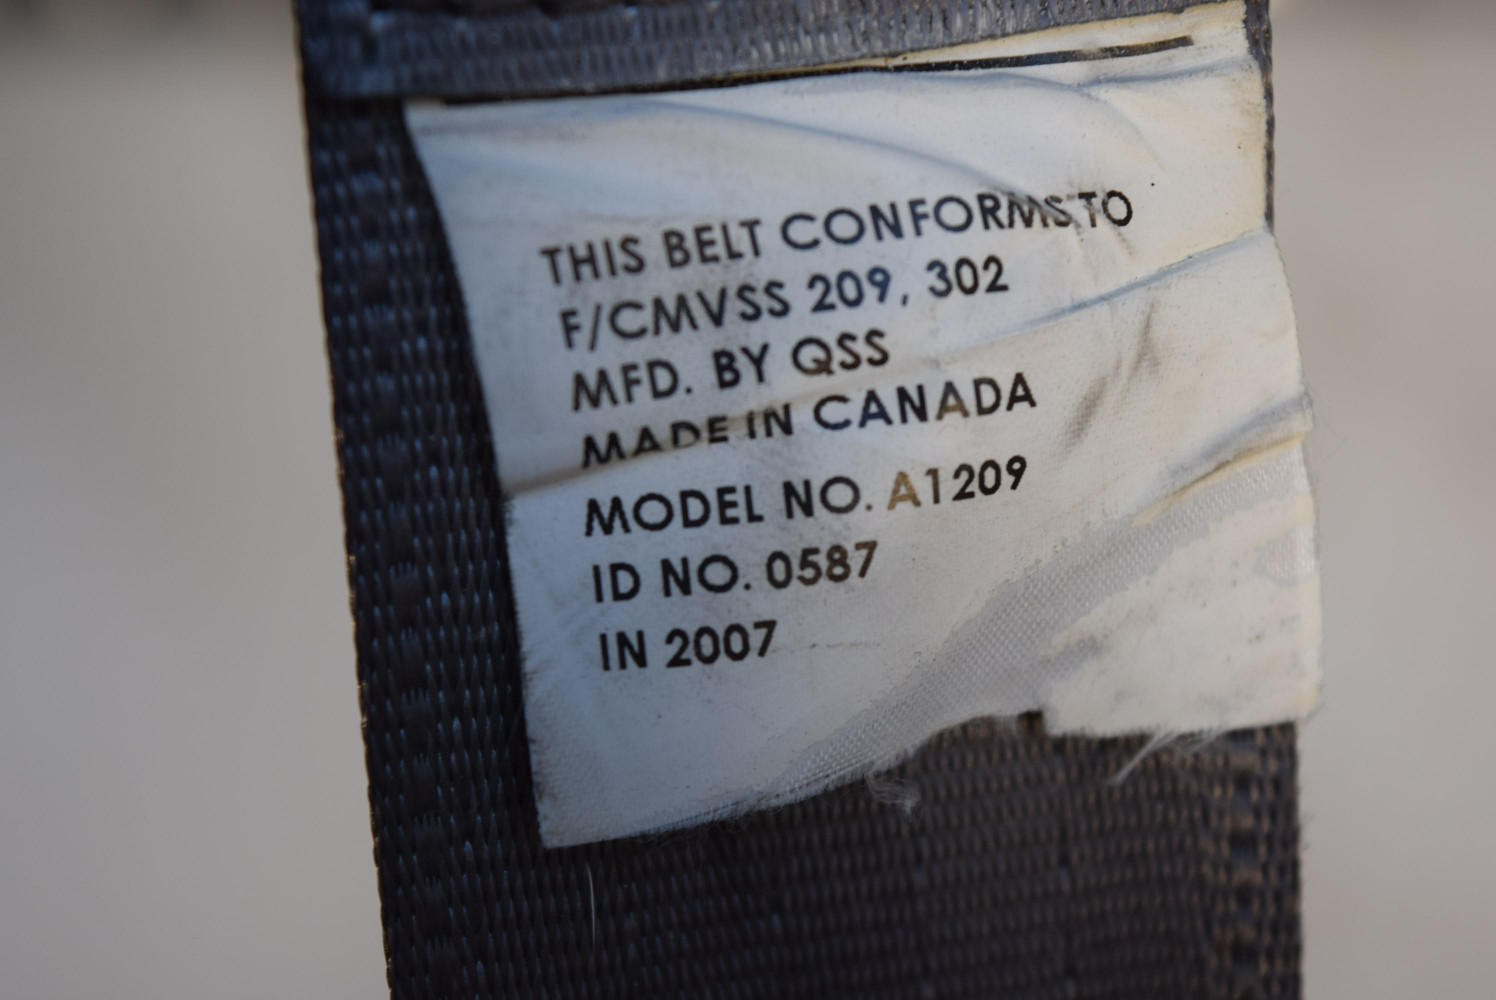 THIS BELT CONFORMS TO
F/CMVSS 209, 302
MFD. BY QSS
MADE IN CANADA
MODEL NO. A1209
ID NO. 0587
IN 2007